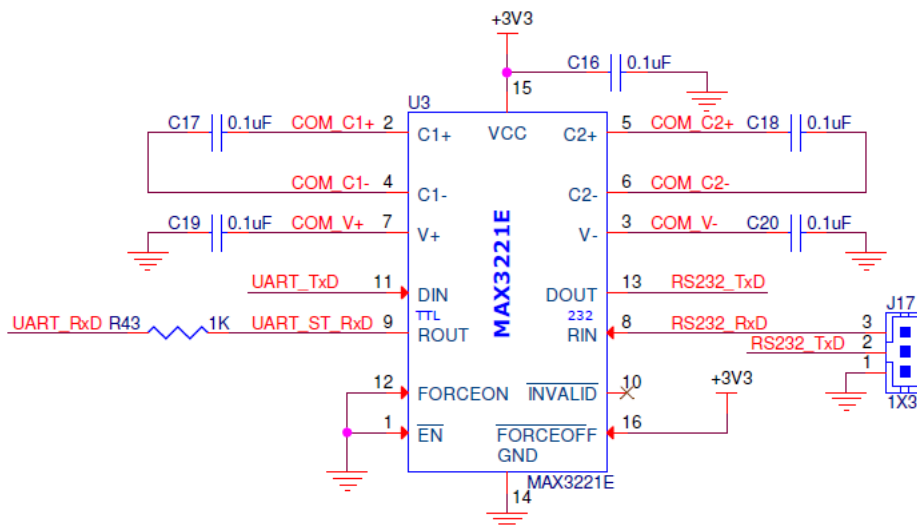 +3V3
C16 0.1uF
15
U3
C17 0.1uF COM_C1+ 2 C1+ VCC C2+ 5 COM_C2+ C18 0.1uF
COM_C1- 4 C1- C2- 6 COM_C2-
C19 0.1uF COM_V+ 7 V+ V- 3 COM_V- C20 0.1uF
MAX3221E
UART_TxD 11 DIN DOUT 13 RS232_TxD
TTL 232
J17
UART_RxD R43 1K UART_ST_RxD 9 ROUT RIN 8 RS232_RxD 3
RS232_TxD 2
1
12 FORCEON INVALID 10 +3V3
1X3
1 EN FORCEOFF 16
GND
MAX3221E
14